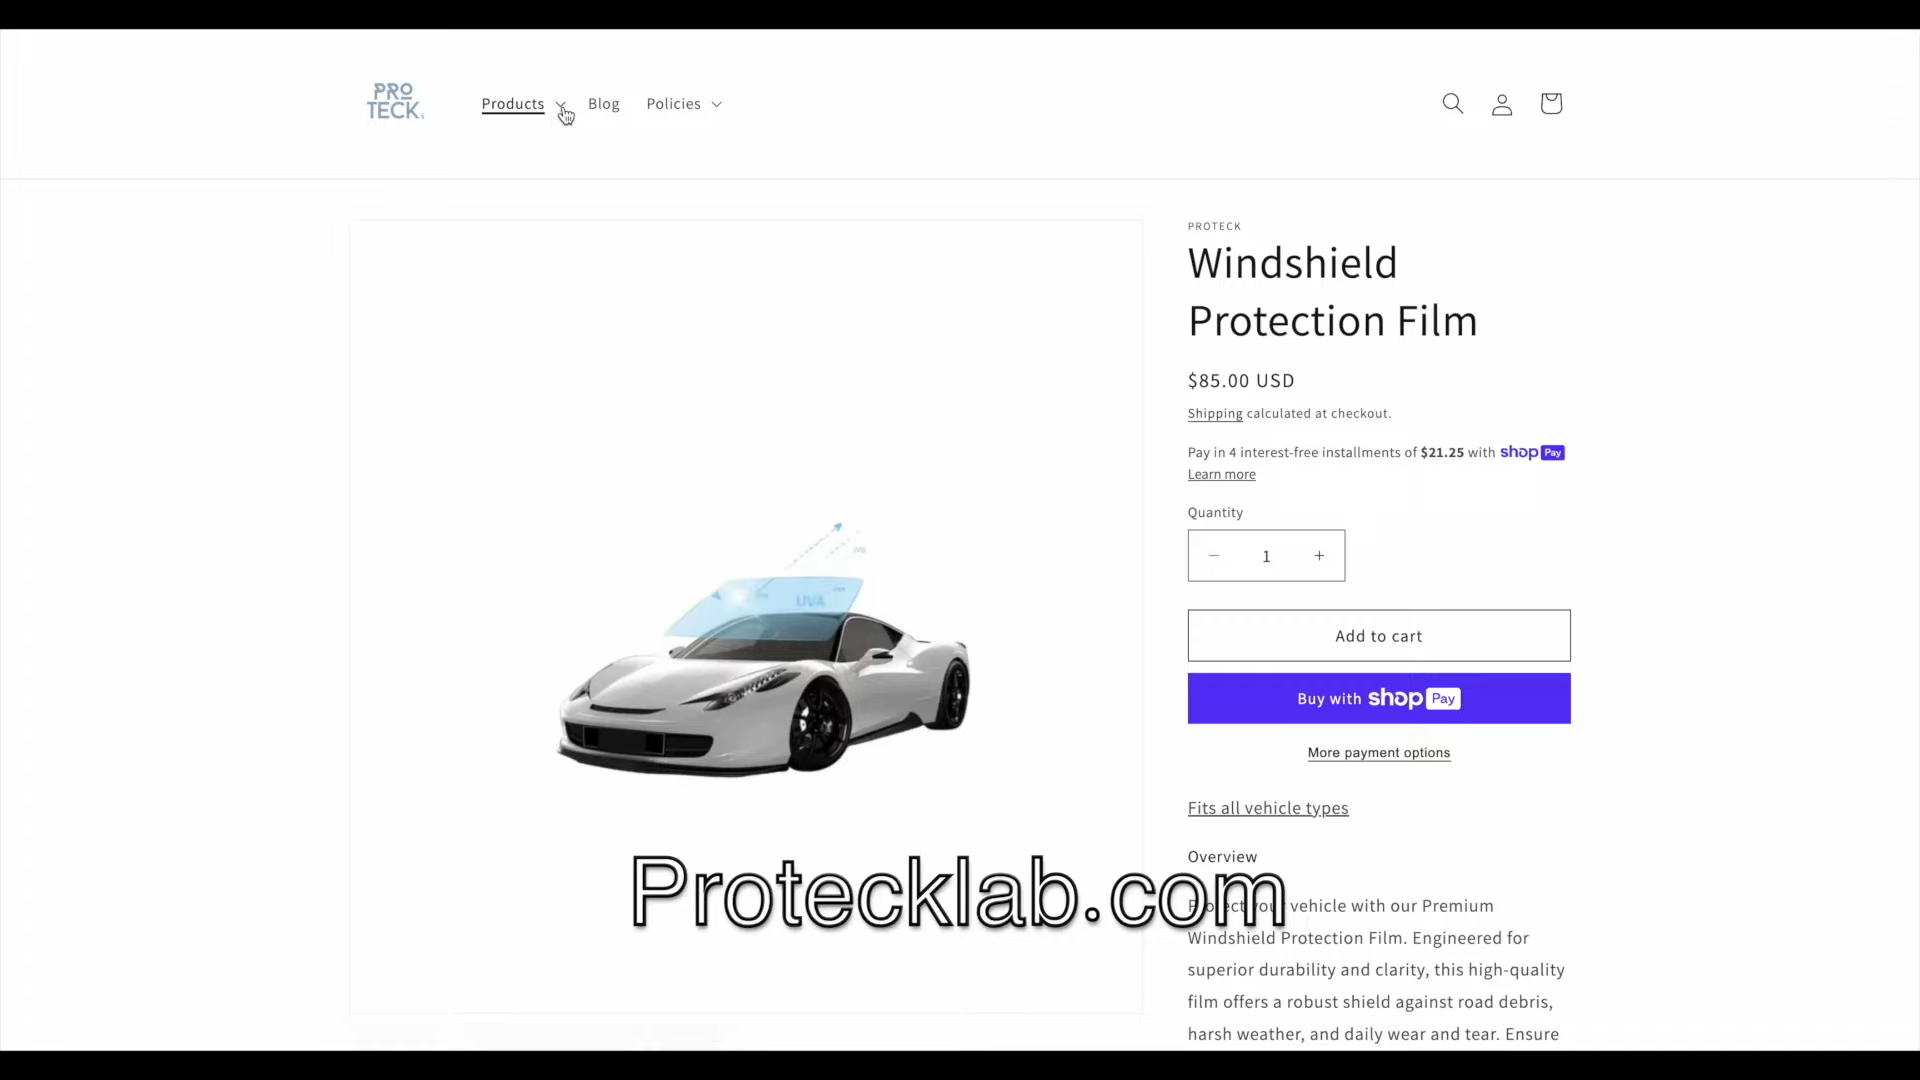 PRO
TECK
Products
Blog
Policies
PROTECK
Windshield
Protection Film
$85.00 USD
Shipping calculated at checkout.
Pay in 4 interest-free installments of $21.25 with shop Pay
Learn more
Quantity
− 1 +
Add to cart
Buy with shop Pay
More payment options
Fits all vehicle types
Overview
Protect your vehicle with our Premium
Windshield Protection Film. Engineered for
superior durability and clarity, this high-quality
film offers a robust shield against road debris,
harsh weather, and daily wear and tear. Ensure
UVA
Protecklab.com